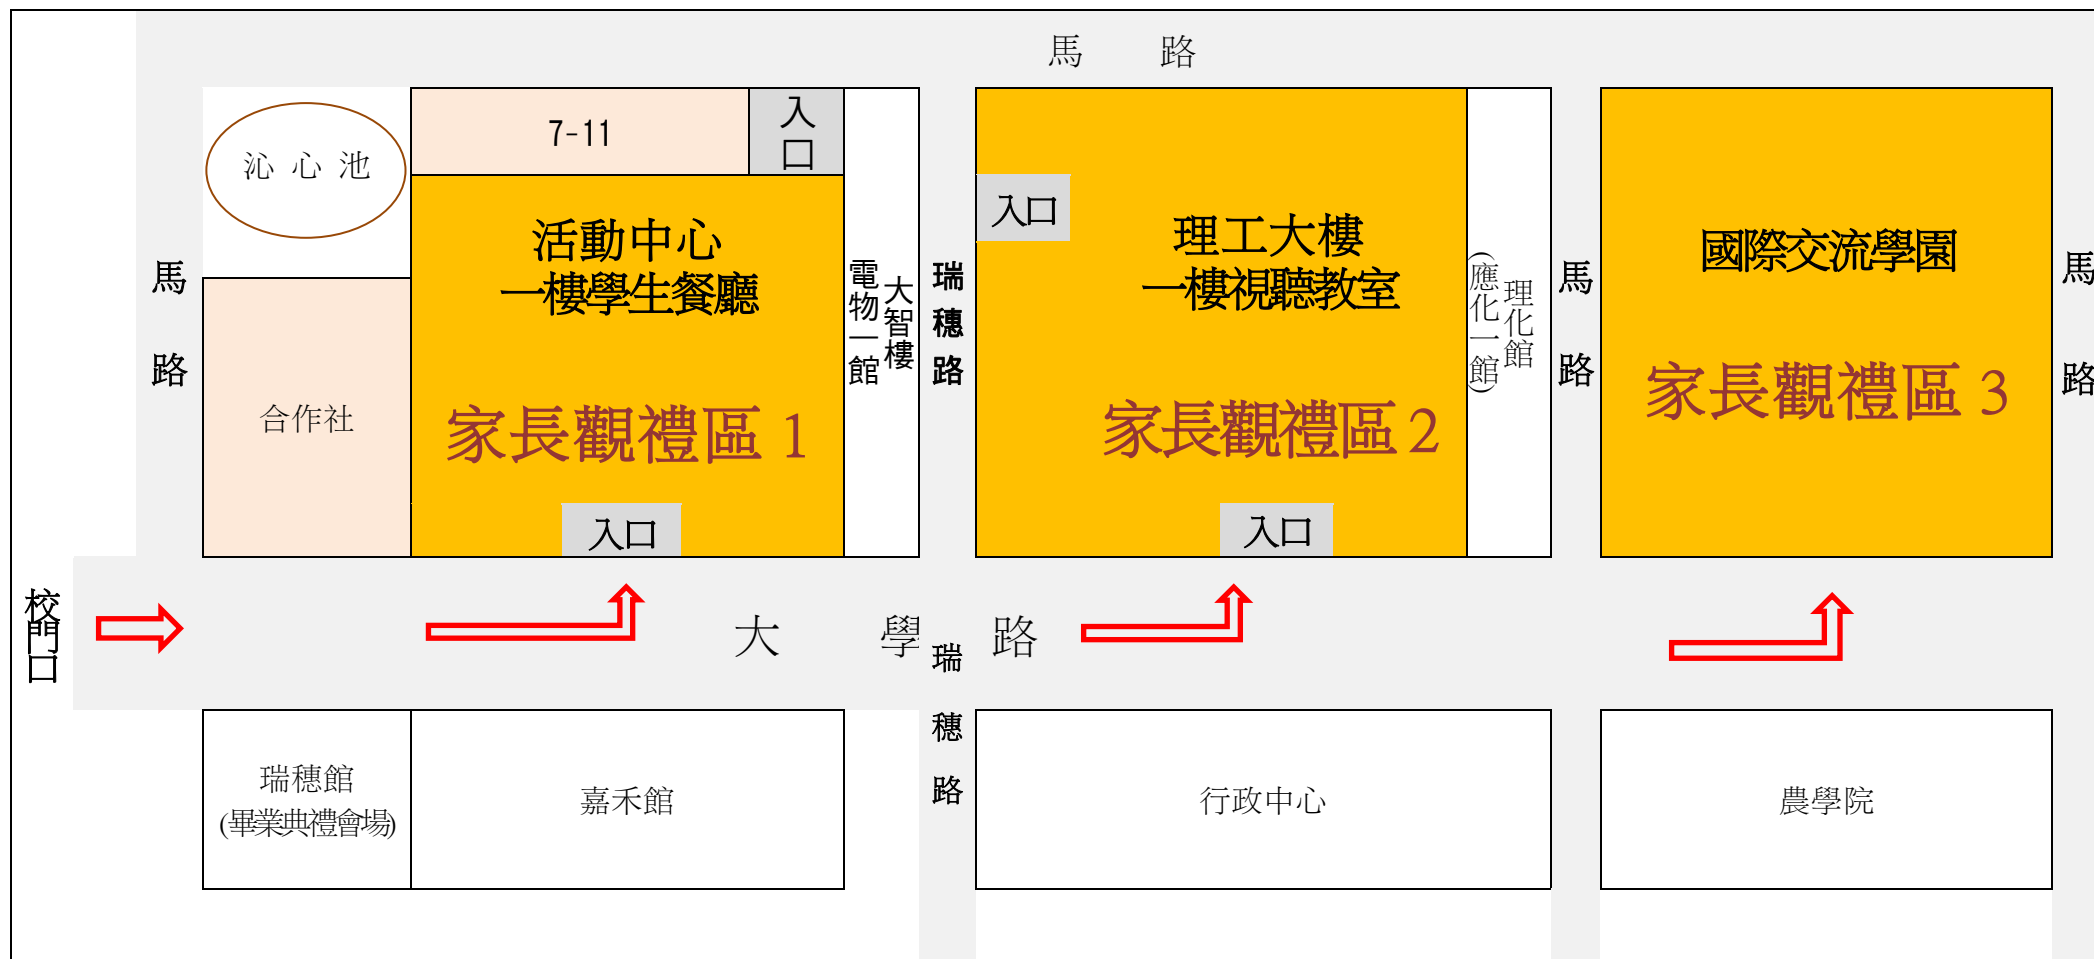 馬 路
7-11
入口
沁心池
活動中心
一樓學生餐廳
家長觀禮區 1
入口
合作社
馬路
大智樓
電物一館
瑞穗路
入口
理工大樓
一樓視聽教室
家長觀禮區 2
入口
理化館
(應化一館)
馬路
國際交流學園
家長觀禮區 3
馬路
校門口
大學路
瑞穗路
瑞穗館
(畢業典禮會場)
嘉禾館
行政中心
農學院